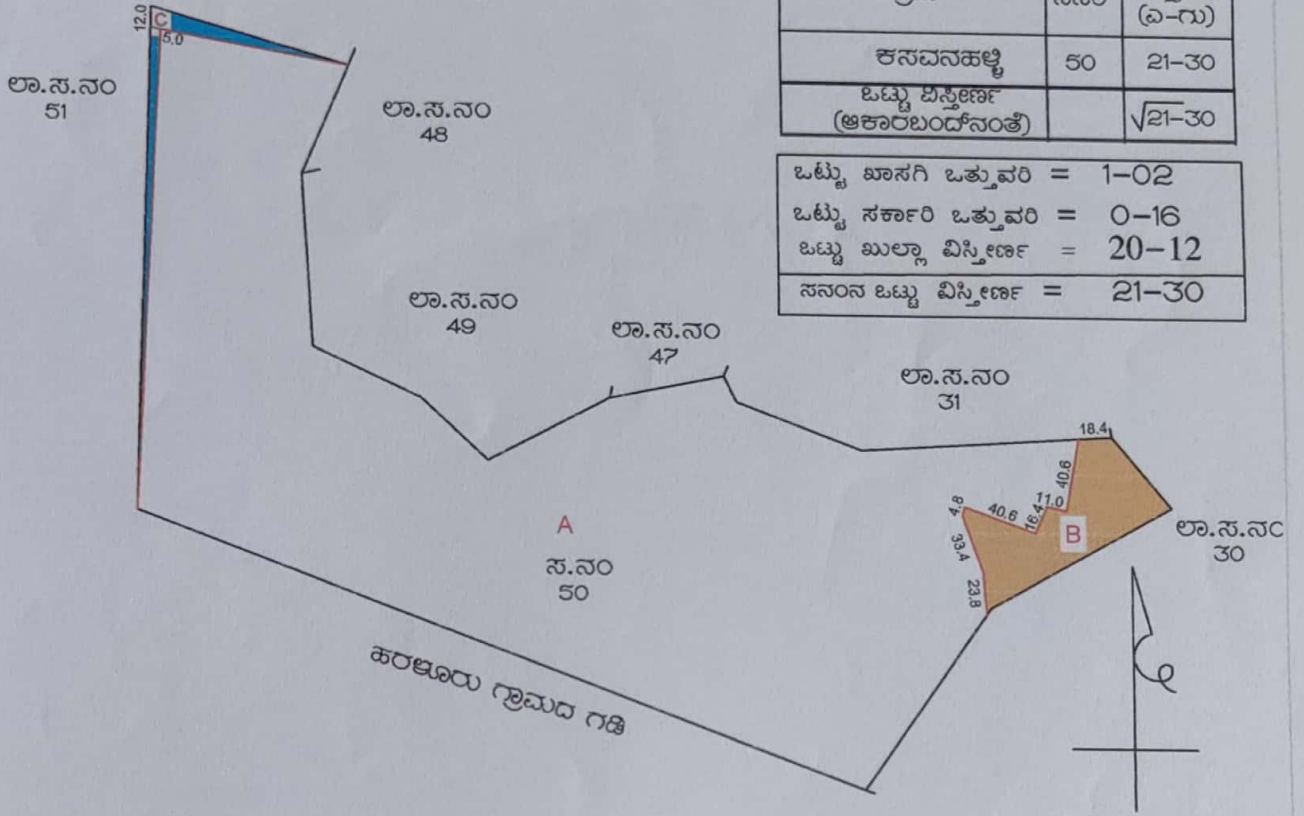 12.0
C
5.0
ಲಾ.ಸ.ನಂ
51
ಲಾ.ಸ.ನಂ
48
(ಎ-ಗು)
ಕಸವನಹಳ್ಳಿ 50 21-30
ಒಟ್ಟು ವಿಸ್ತೀರ್ಣ
(ಆಕಾರಬಂದ್‌ನಂತೆ) √21-30
ಒಟ್ಟು ಖಾಸಗಿ ಒತ್ತುವರಿ = 1-02
ಒಟ್ಟು ಸರ್ಕಾರಿ ಒತ್ತುವರಿ = 0-16
ಒಟ್ಟು ಖುಲ್ಲಾ ವಿಸ್ತೀರ್ಣ = 20-12
ಸನಂನ ಒಟ್ಟು ವಿಸ್ತೀರ್ಣ = 21-30
ಲಾ.ಸ.ನಂ
49
ಲಾ.ಸ.ನಂ
47
ಲಾ.ಸ.ನಂ
31
18.4
40.6
11.0
16.4
40.6
4.8
33.4
23.8
B
ಲಾ.ಸ.ನಂ
30
A
ಸ.ನಂ
50
ಹರಳೂರು ಗ್ರಾಮದ ಗಡಿ